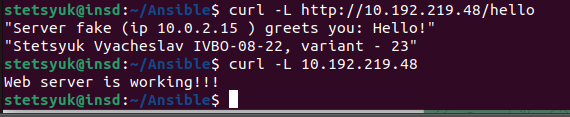 stetsyuk@insd:~/Ansible$ curl -L http://10.192.219.48/hello
"Server fake (ip 10.0.2.15 ) greets you: Hello!"
"Stetsyuk Vyacheslav IVBO-08-22, variant - 23"
stetsyuk@insd:~/Ansible$ curl -L 10.192.219.48
Web server is working!!!
stetsyuk@insd:~/Ansible$